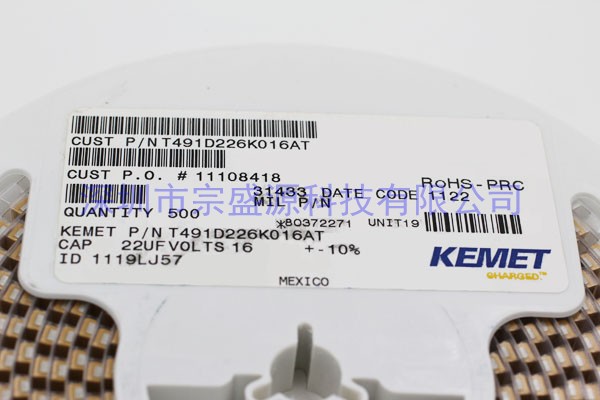 CUST P/N T491D226K016AT
CUST P.O. # 11108418
RoHS-PRC
31433 DATE CODE 1122
MIL P/N
深圳市宗盛源科技有限公司
QUANTITY 500
*80372271 UNIT19
KEMET P/N T491D226K016AT
CAP 22UF VOLTS 16 +-10%
ID 1119LJ57
KEMET
CHARGED.™
MEXICO